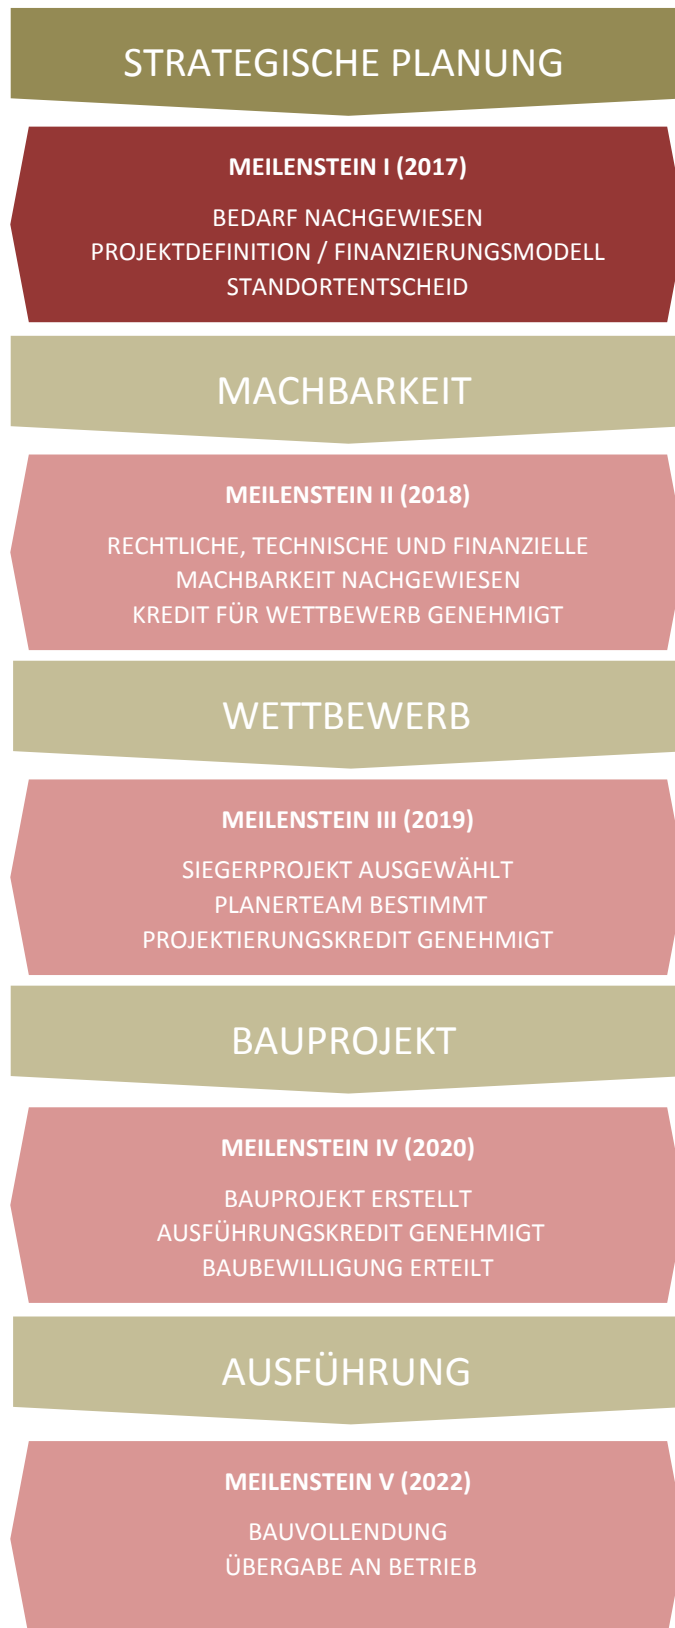 STRATEGISCHE PLANUNG
MEILENSTEIN I (2017)
BEDARF NACHGEWIESEN
PROJEKTDEFINITION / FINANZIERUNGSMODELL
STANDORTENTSCHEID
MACHBARKEIT
MEILENSTEIN II (2018)
RECHTLICHE, TECHNISCHE UND FINANZIELLE
MACHBARKEIT NACHGEWIESEN
KREDIT FÜR WETTBEWERB GENEHMIGT
WETTBEWERB
MEILENSTEIN III (2019)
SIEGERPROJEKT AUSGEWÄHLT
PLANERTEAM BESTIMMT
PROJEKTIERUNGSKREDIT GENEHMIGT
BAUPROJEKT
MEILENSTEIN IV (2020)
BAUPROJEKT ERSTELLT
AUSFÜHRUNGSKREDIT GENEHMIGT
BAUBEWILLIGUNG ERTEILT
AUSFÜHRUNG
MEILENSTEIN V (2022)
BAUVOLLENDUNG
ÜBERGABE AN BETRIEB